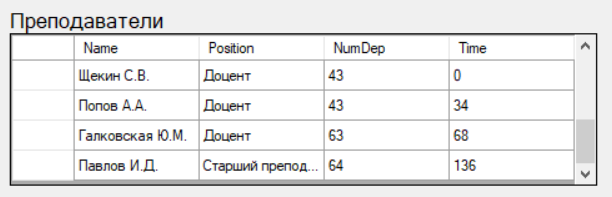 Преподаватели
Name Position NumDep Time
Щекин С.В. Доцент 43 0
Попов А.А. Доцент 43 34
Галковская Ю.М. Доцент 63 68
Павлов И.Д. Старший препод... 64 136